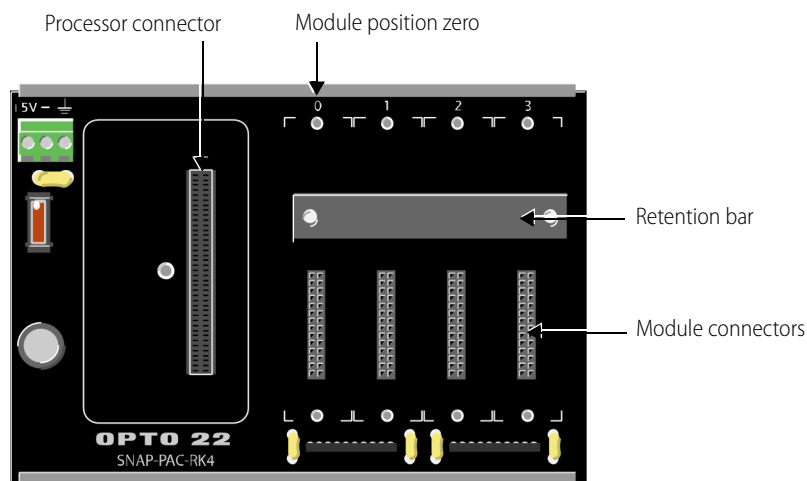 Processor connector
Module position zero
5V –
0 1 2 3
Retention bar
Module connectors
OPTO 22
SNAP-PAC-RK4